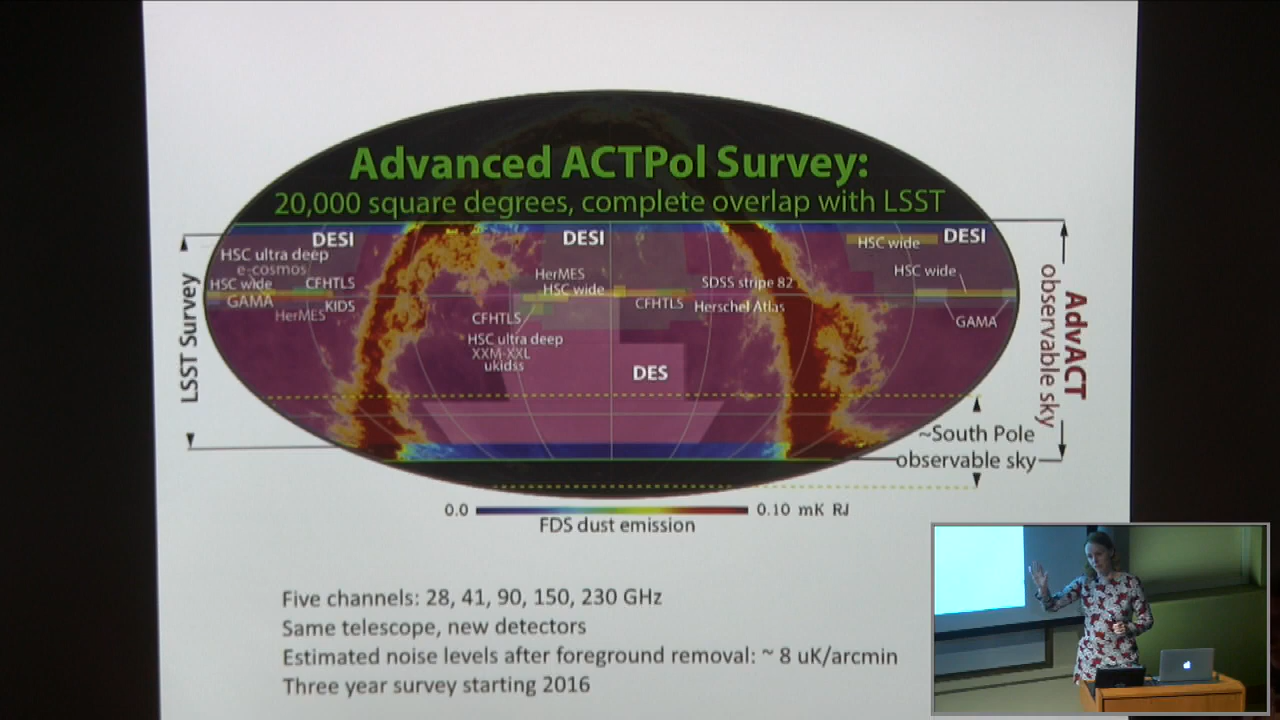 Advanced ACTPol Survey:
20,000 square degrees, complete overlap with LSST
DESI
DESI
DESI
HSC wide
HSC ultra deep
e-cosmos
HSC wide
CFHTLS
GAMA
KIDS
HerMES
HerMES
HSC wide
CFHTLS
SDSS stripe 82
Herschel Atlas
HSC wide
GAMA
CFHTLS
HSC ultra deep
XXM-XXL
ukidss
DES
LSST Survey
AdvACT
observable sky
~South Pole
observable sky
0.0
0.10 mK RJ
FDS dust emission
Five channels: 28, 41, 90, 150, 230 GHz
Same telescope, new detectors
Estimated noise levels after foreground removal: ~ 8 uK/arcmin
Three year survey starting 2016